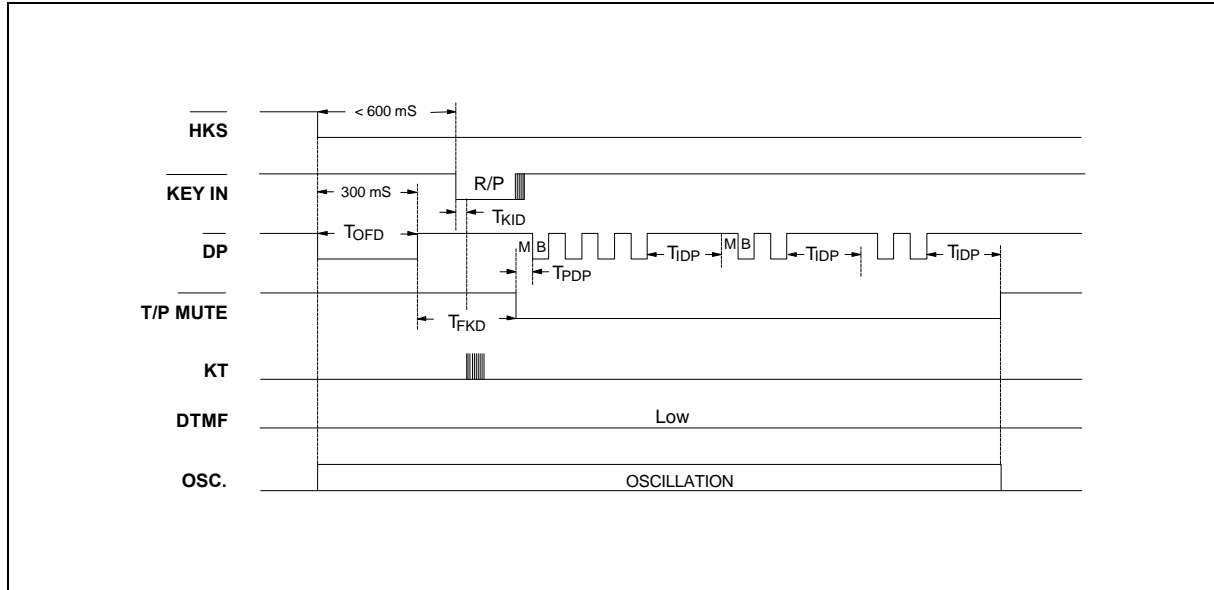 < 600 mS
HKS
KEY IN
R/P
300 mS
TKID
TOFD
DP
M B
TIDP
M B
TIDP
TIDP
TPDP
T/P MUTE
TFKD
KT
DTMF
Low
OSC.
OSCILLATION